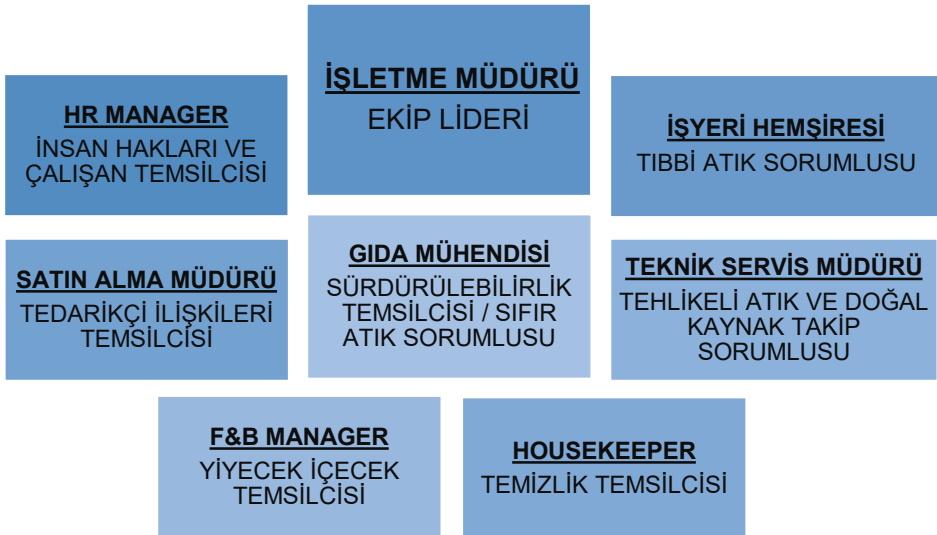 İŞLETME MÜDÜRÜ
EKİP LİDERİ
HR MANAGER
İNSAN HAKLARI VE
ÇALIŞAN TEMSİLCİSİ
İŞYERİ HEMŞİRESİ
TIBBİ ATIK SORUMLUSU
SATIN ALMA MÜDÜRÜ
TEDARİKÇİ İLİŞKİLERİ
TEMSİLCİSİ
GIDA MÜHENDİSİ
SÜRDÜRÜLEBİLİRLİK
TEMSİLCİSİ / SIFIR
ATIK SORUMLUSU
TEKNİK SERVİS MÜDÜRÜ
TEHLİKELİ ATIK VE DOĞAL
KAYNAK TAKİP
SORUMLUSU
F&B MANAGER
YİYECEK İÇECEK
TEMSİLCİSİ
HOUSEKEEPER
TEMİZLİK TEMSİLCİSİ